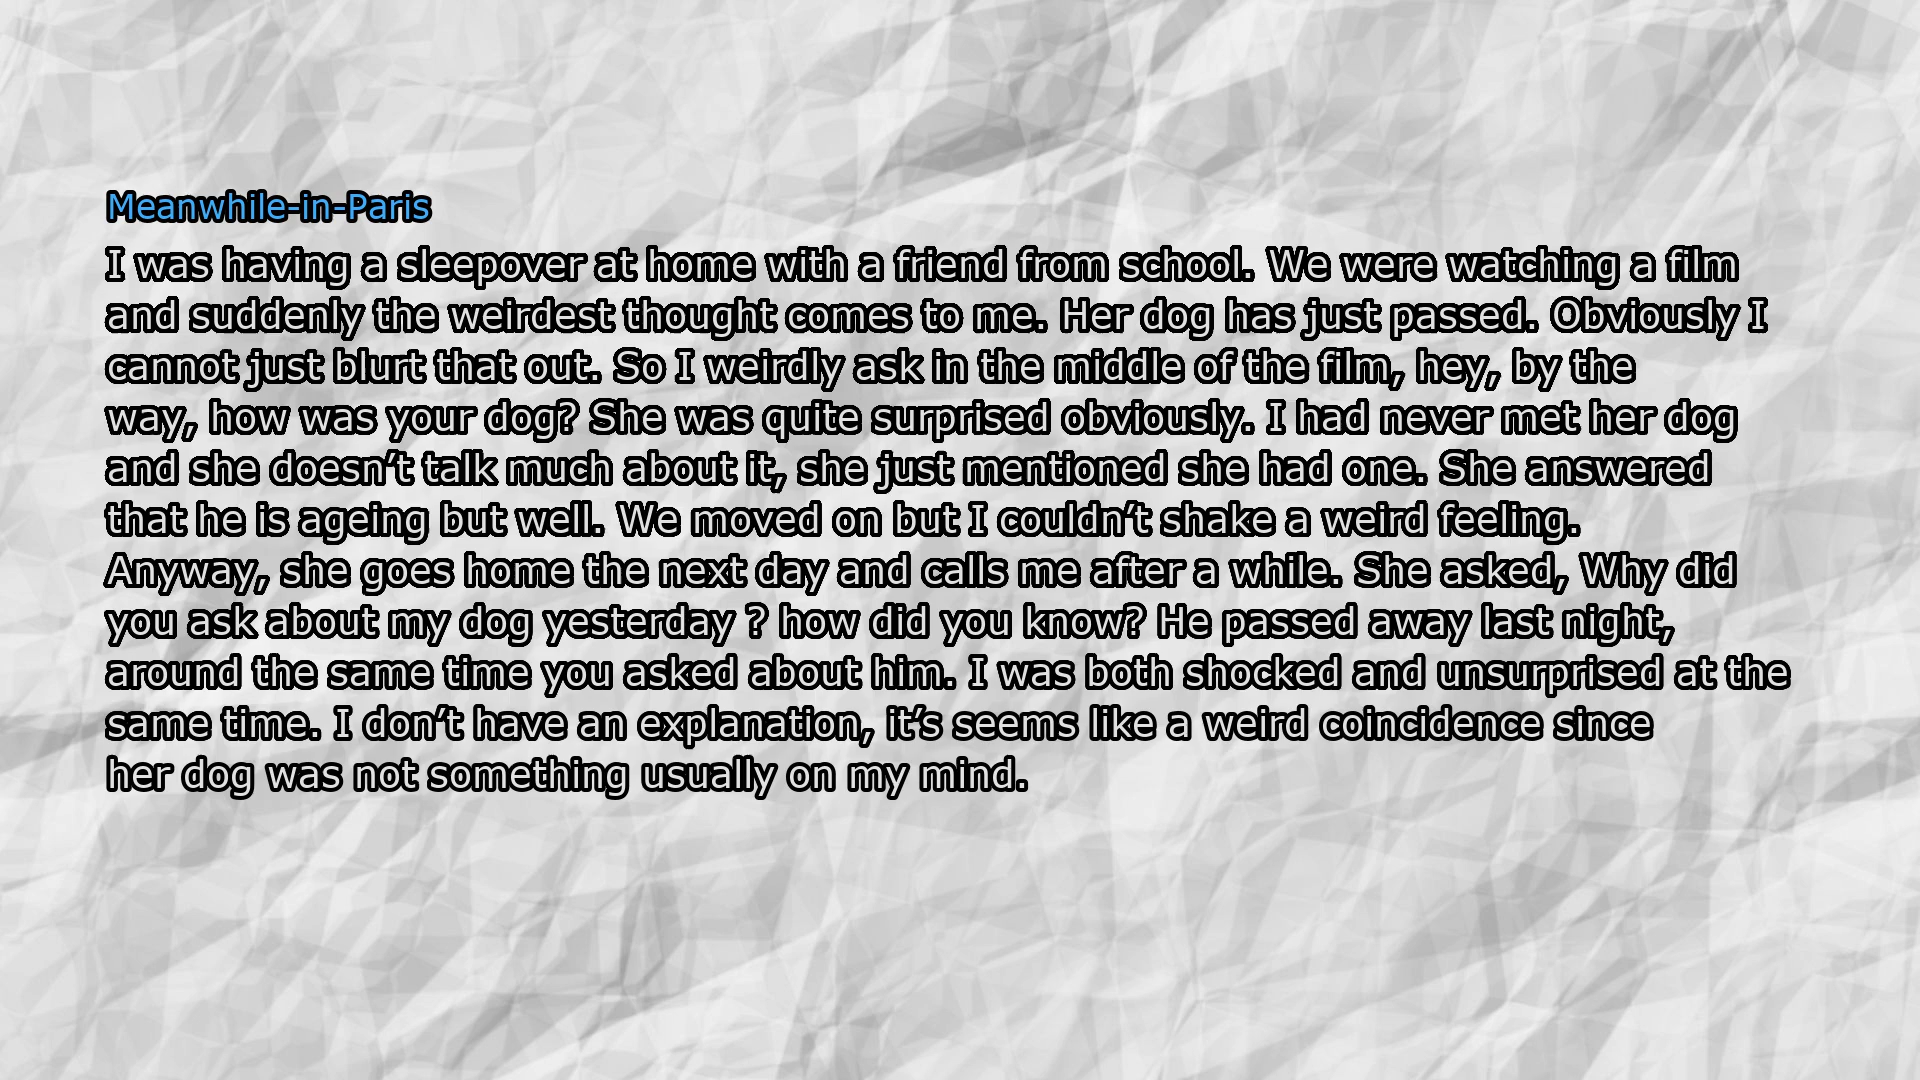 Meanwhile-in-Paris
I was having a sleepover at home with a friend from school. We were watching a film
and suddenly the weirdest thought comes to me. Her dog has just passed. Obviously I
cannot just blurt that out. So I weirdly ask in the middle of the film, hey, by the
way, how was your dog? She was quite surprised obviously. I had never met her dog
and she doesn’t talk much about it, she just mentioned she had one. She answered
that he is ageing but well. We moved on but I couldn’t shake a weird feeling.
Anyway, she goes home the next day and calls me after a while. She asked, Why did
you ask about my dog yesterday ? how did you know? He passed away last night,
around the same time you asked about him. I was both shocked and unsurprised at the
same time. I don’t have an explanation, it’s seems like a weird coincidence since
her dog was not something usually on my mind.